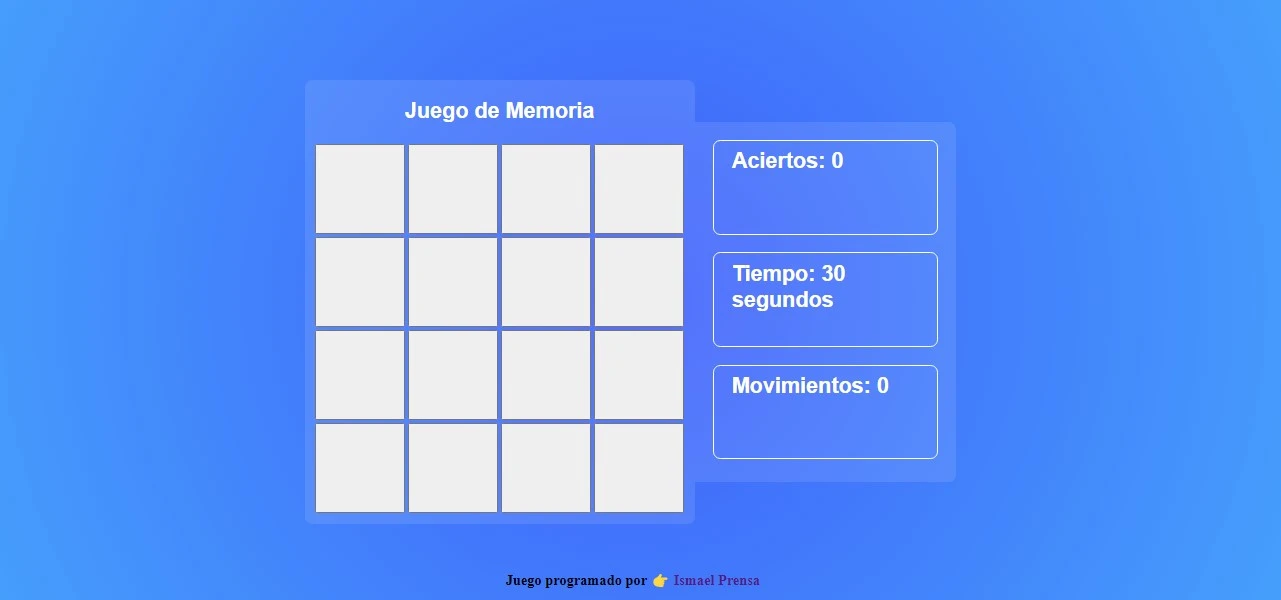 Juego de Memoria
Aciertos: 0
Tiempo: 30
segundos
Movimientos: 0
Juego programado por 👉 Ismael Prensa